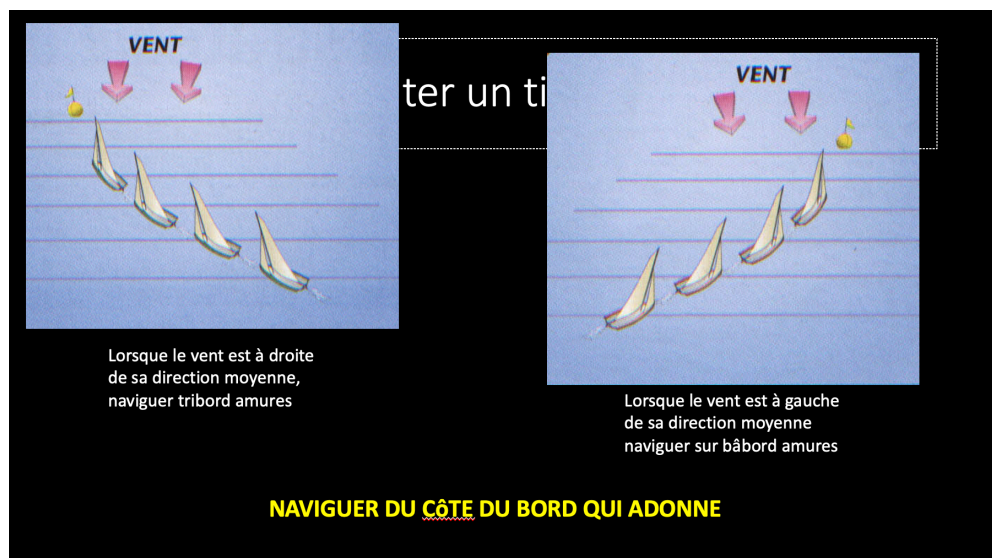 VENT
ter un ti
VENT
Lorsque le vent est à droite
de sa direction moyenne,
naviguer tribord amures
Lorsque le vent est à gauche
de sa direction moyenne
naviguer sur bâbord amures
NAVIGUER DU CôTE DU BORD QUI ADONNE